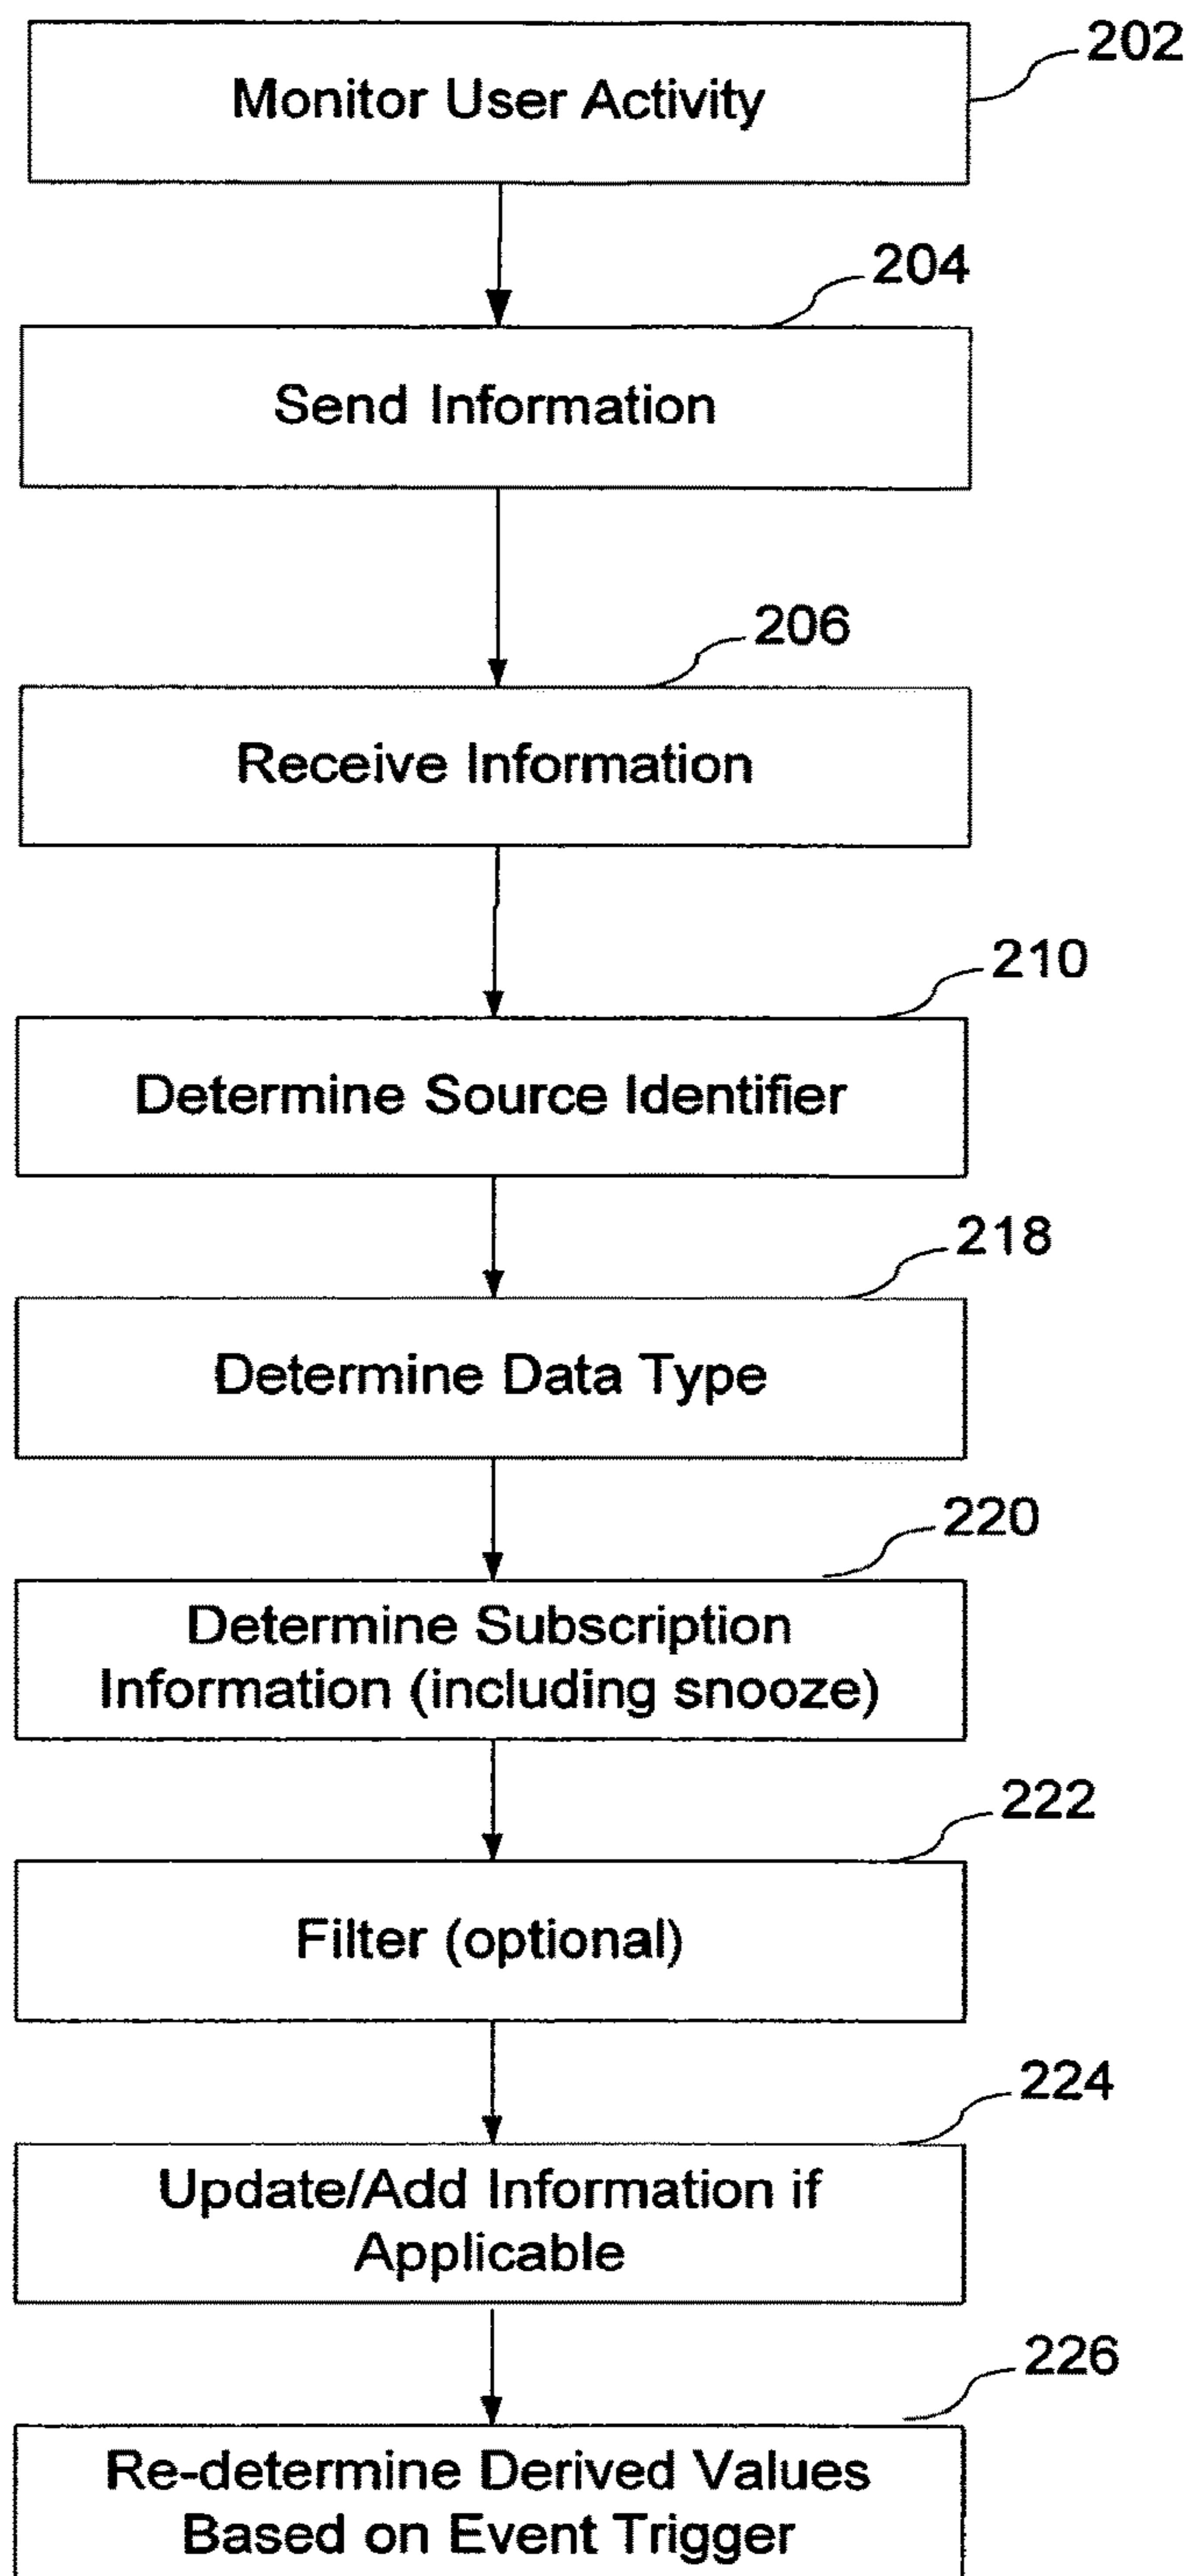 202
Monitor User Activity
204
Send Information
206
Receive Information
210
Determine Source Identifier
218
Determine Data Type
220
Determine Subscription
Information (including snooze)
222
Filter (optional)
224
Update/Add Information if
Applicable
226
Re-determine Derived Values
Based on Event Trigger